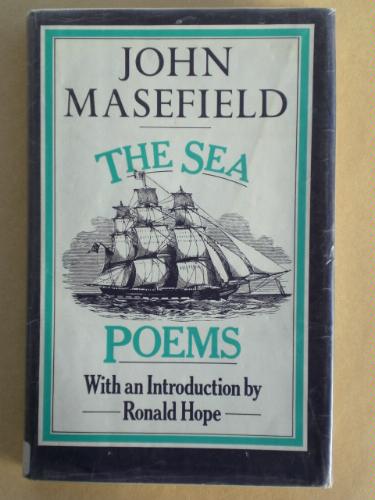 JOHN
MASEFIELD
THE SEA
POEMS
With an Introduction by
Ronald Hope